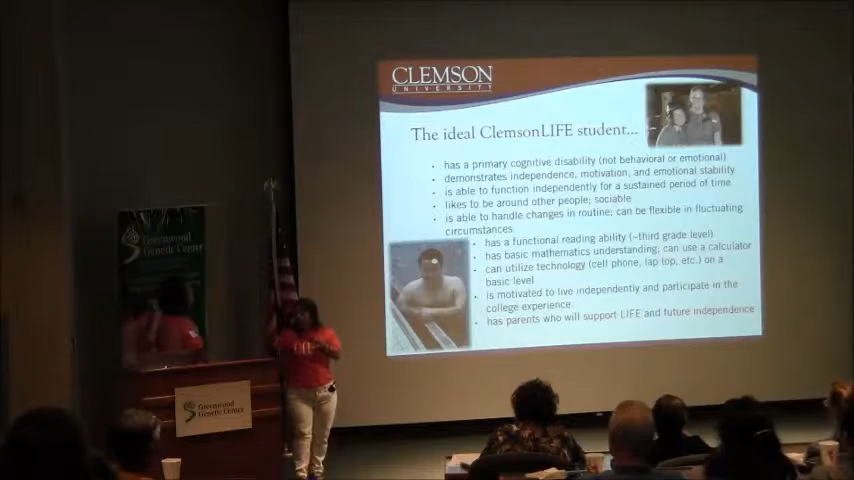 CLEMSON
UNIVERSITY
The ideal ClemsonLIFE student...
• has a primary cognitive disability (not behavioral or emotional)
• demonstrates independence, motivation, and emotional stability
• is able to function independently for a sustained period of time
• likes to be around other people; sociable
• is able to handle changes in routine; can be flexible in fluctuating
circumstances
• has a functional reading ability (~third grade level)
• has basic mathematics understanding; can use a calculator
• can utilize technology (cell phone, lap top, etc.) on a
basic level
• is motivated to live independently and participate in the
college experience
• has parents who will support LIFE and future independence
Greenwood
Genetic Center
Greenwood
Genetic Center